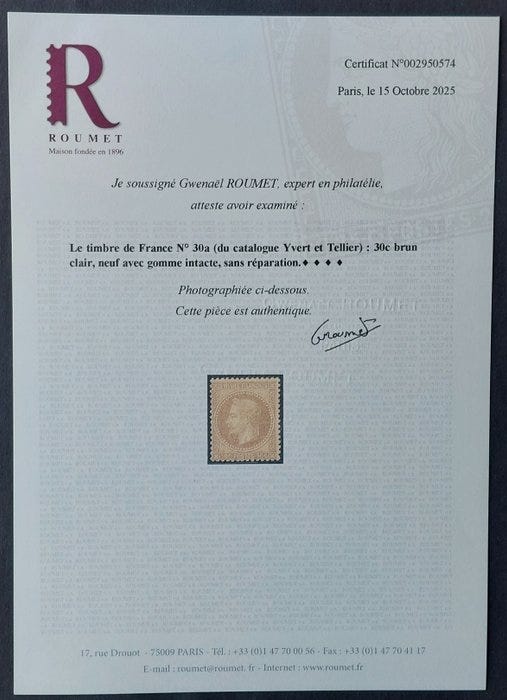 R
ROUMET
Maison fondée en 1896
Certificat N°002950574
Paris, le 15 Octobre 2025
Je soussigné Gwenaël ROUMET, expert en philatélie,
atteste avoir examiné :
Le timbre de France N° 30a (du catalogue Yvert et Tellier) : 30c brun
clair, neuf avec gomme intacte, sans réparation.♦ ♦ ♦ ♦
Photographiée ci-dessous.
Cette pièce est authentique.
GRoumet
17, rue Drouot - 75009 PARIS - Tél : +33 (0)1 47 70 00 56 - Fax : +33 (0)1 47 70 41 17
E-mail : roumet@roumet. fr - Internet : www.roumet.fr